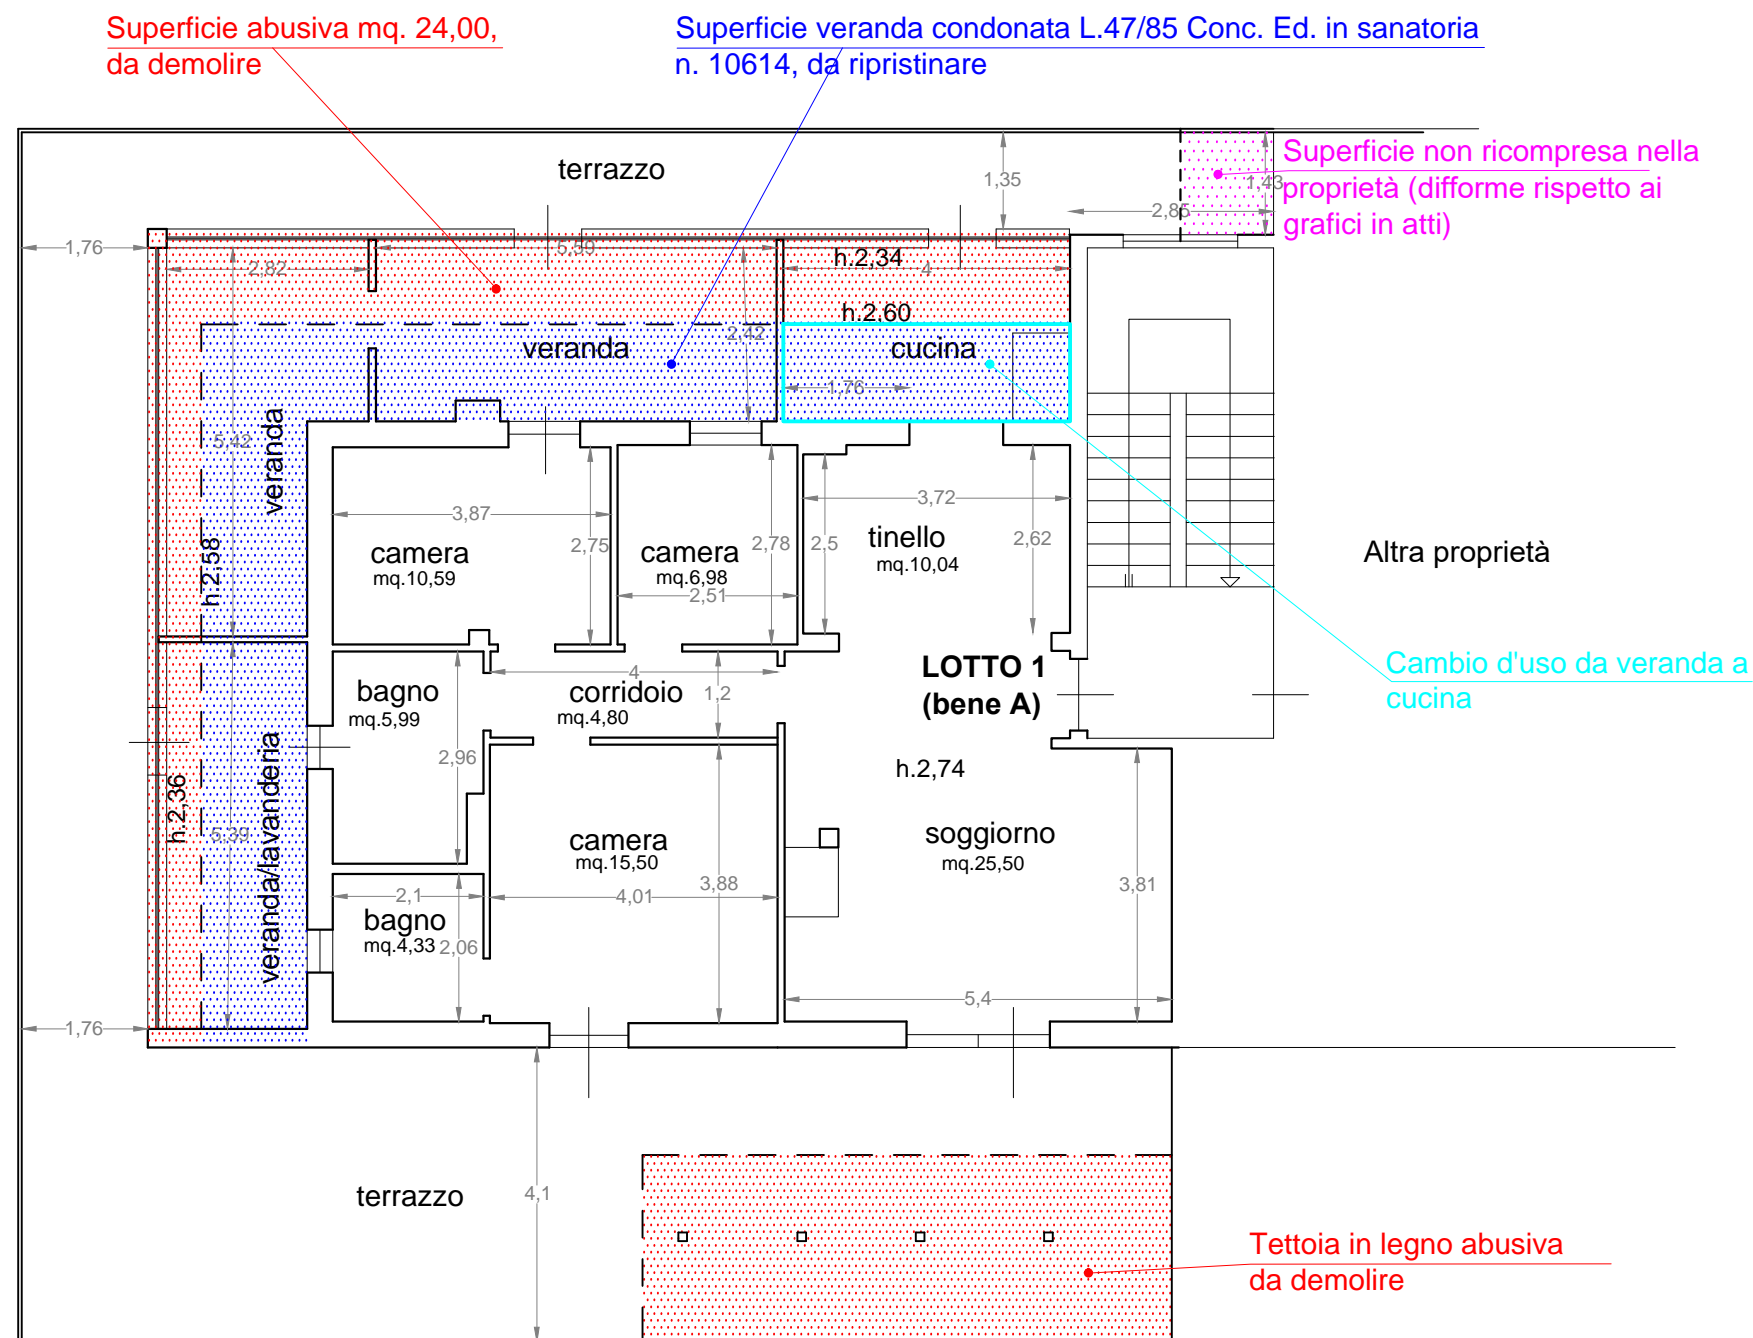 Superficie abusiva mq. 24,00,
da demolire
Superficie veranda condonata L.47/85 Conc. Ed. in sanatoria
n. 10614, da ripristinare
terrazzo
1,35
1,43
2,85
Superficie non ricompresa nella
proprietà (difforme rispetto ai
grafici in atti)
1,76
2,82
5,59
h.2,34
4
h.2,60
2,42
veranda
cucina
1,76
5,42
veranda
h.2,58
3,87
2,75
camera
mq.10,59
2,78
camera
mq.6,98
2,51
3,72
2,5
tinello
mq.10,04
2,62
Altra proprietà
LOTTO 1
(bene A)
Cambio d'uso da veranda a
cucina
bagno
mq.5,99
4
corridoio
mq.4,80
1,2
2,96
h.2,74
h.2,36
5,39
veranda/lavanderia
camera
mq.15,50
4,01
3,88
soggiorno
mq.25,50
3,81
2,1
bagno
mq.4,33
2,06
5,4
1,76
terrazzo
4,1
Tettoia in legno abusiva
da demolire